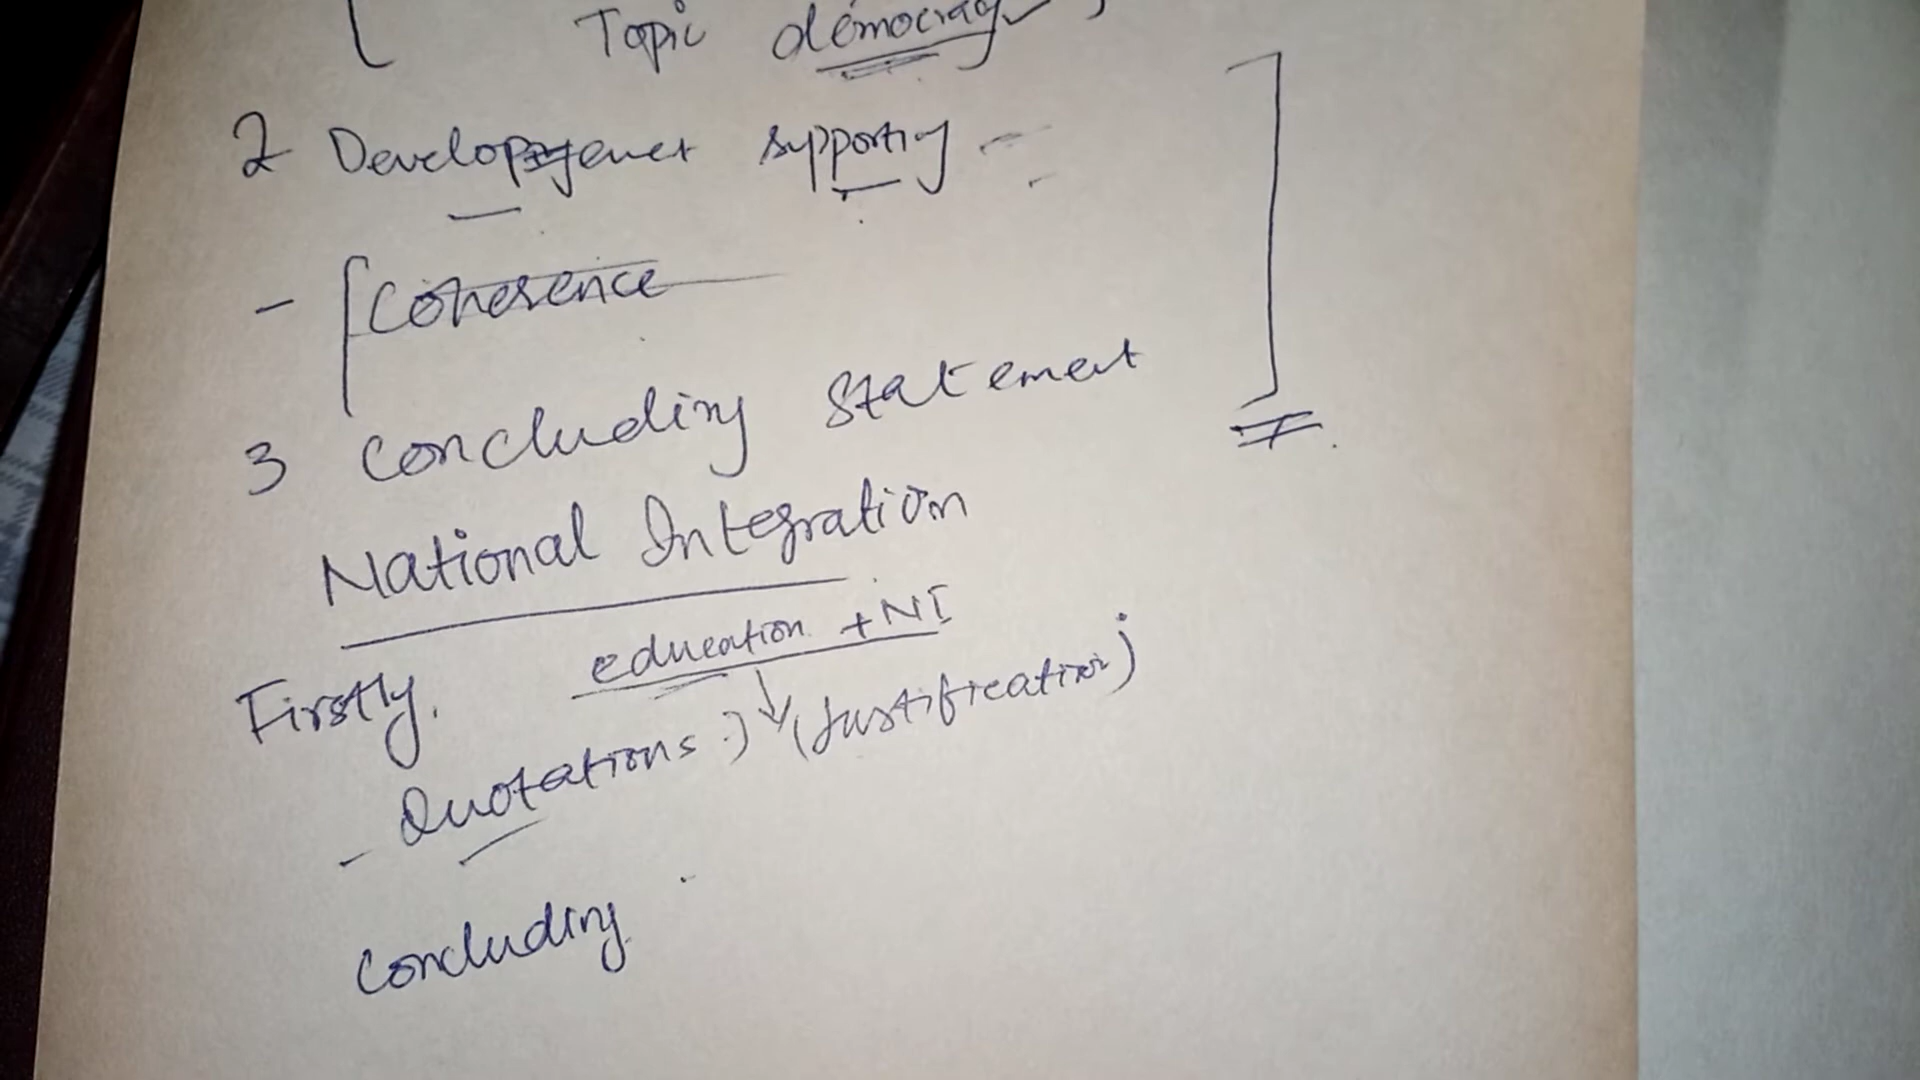 Topic democracy
2 Development supporting -
- Coherence
3 Concluding Statement
National Integration
education + NI
Firstly,
- Quotations :) (Justification)
Concluding